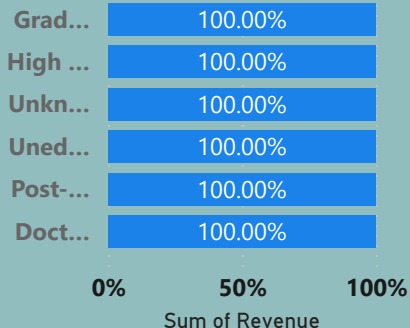 Grad... 100.00%
High ... 100.00%
Unkn... 100.00%
Uned... 100.00%
Post-... 100.00%
Doct... 100.00%
0% 50% 100%
Sum of Revenue